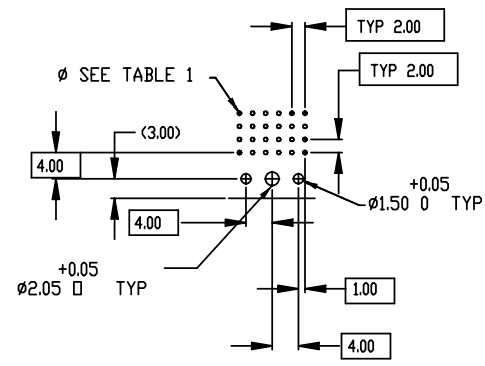 TYP 2.00
TYP 2.00
Ø SEE TABLE 1
(3.00)
4.00
+0.05
Ø1.50 0 TYP
4.00
+0.05
Ø2.05 0 TYP
1.00
4.00